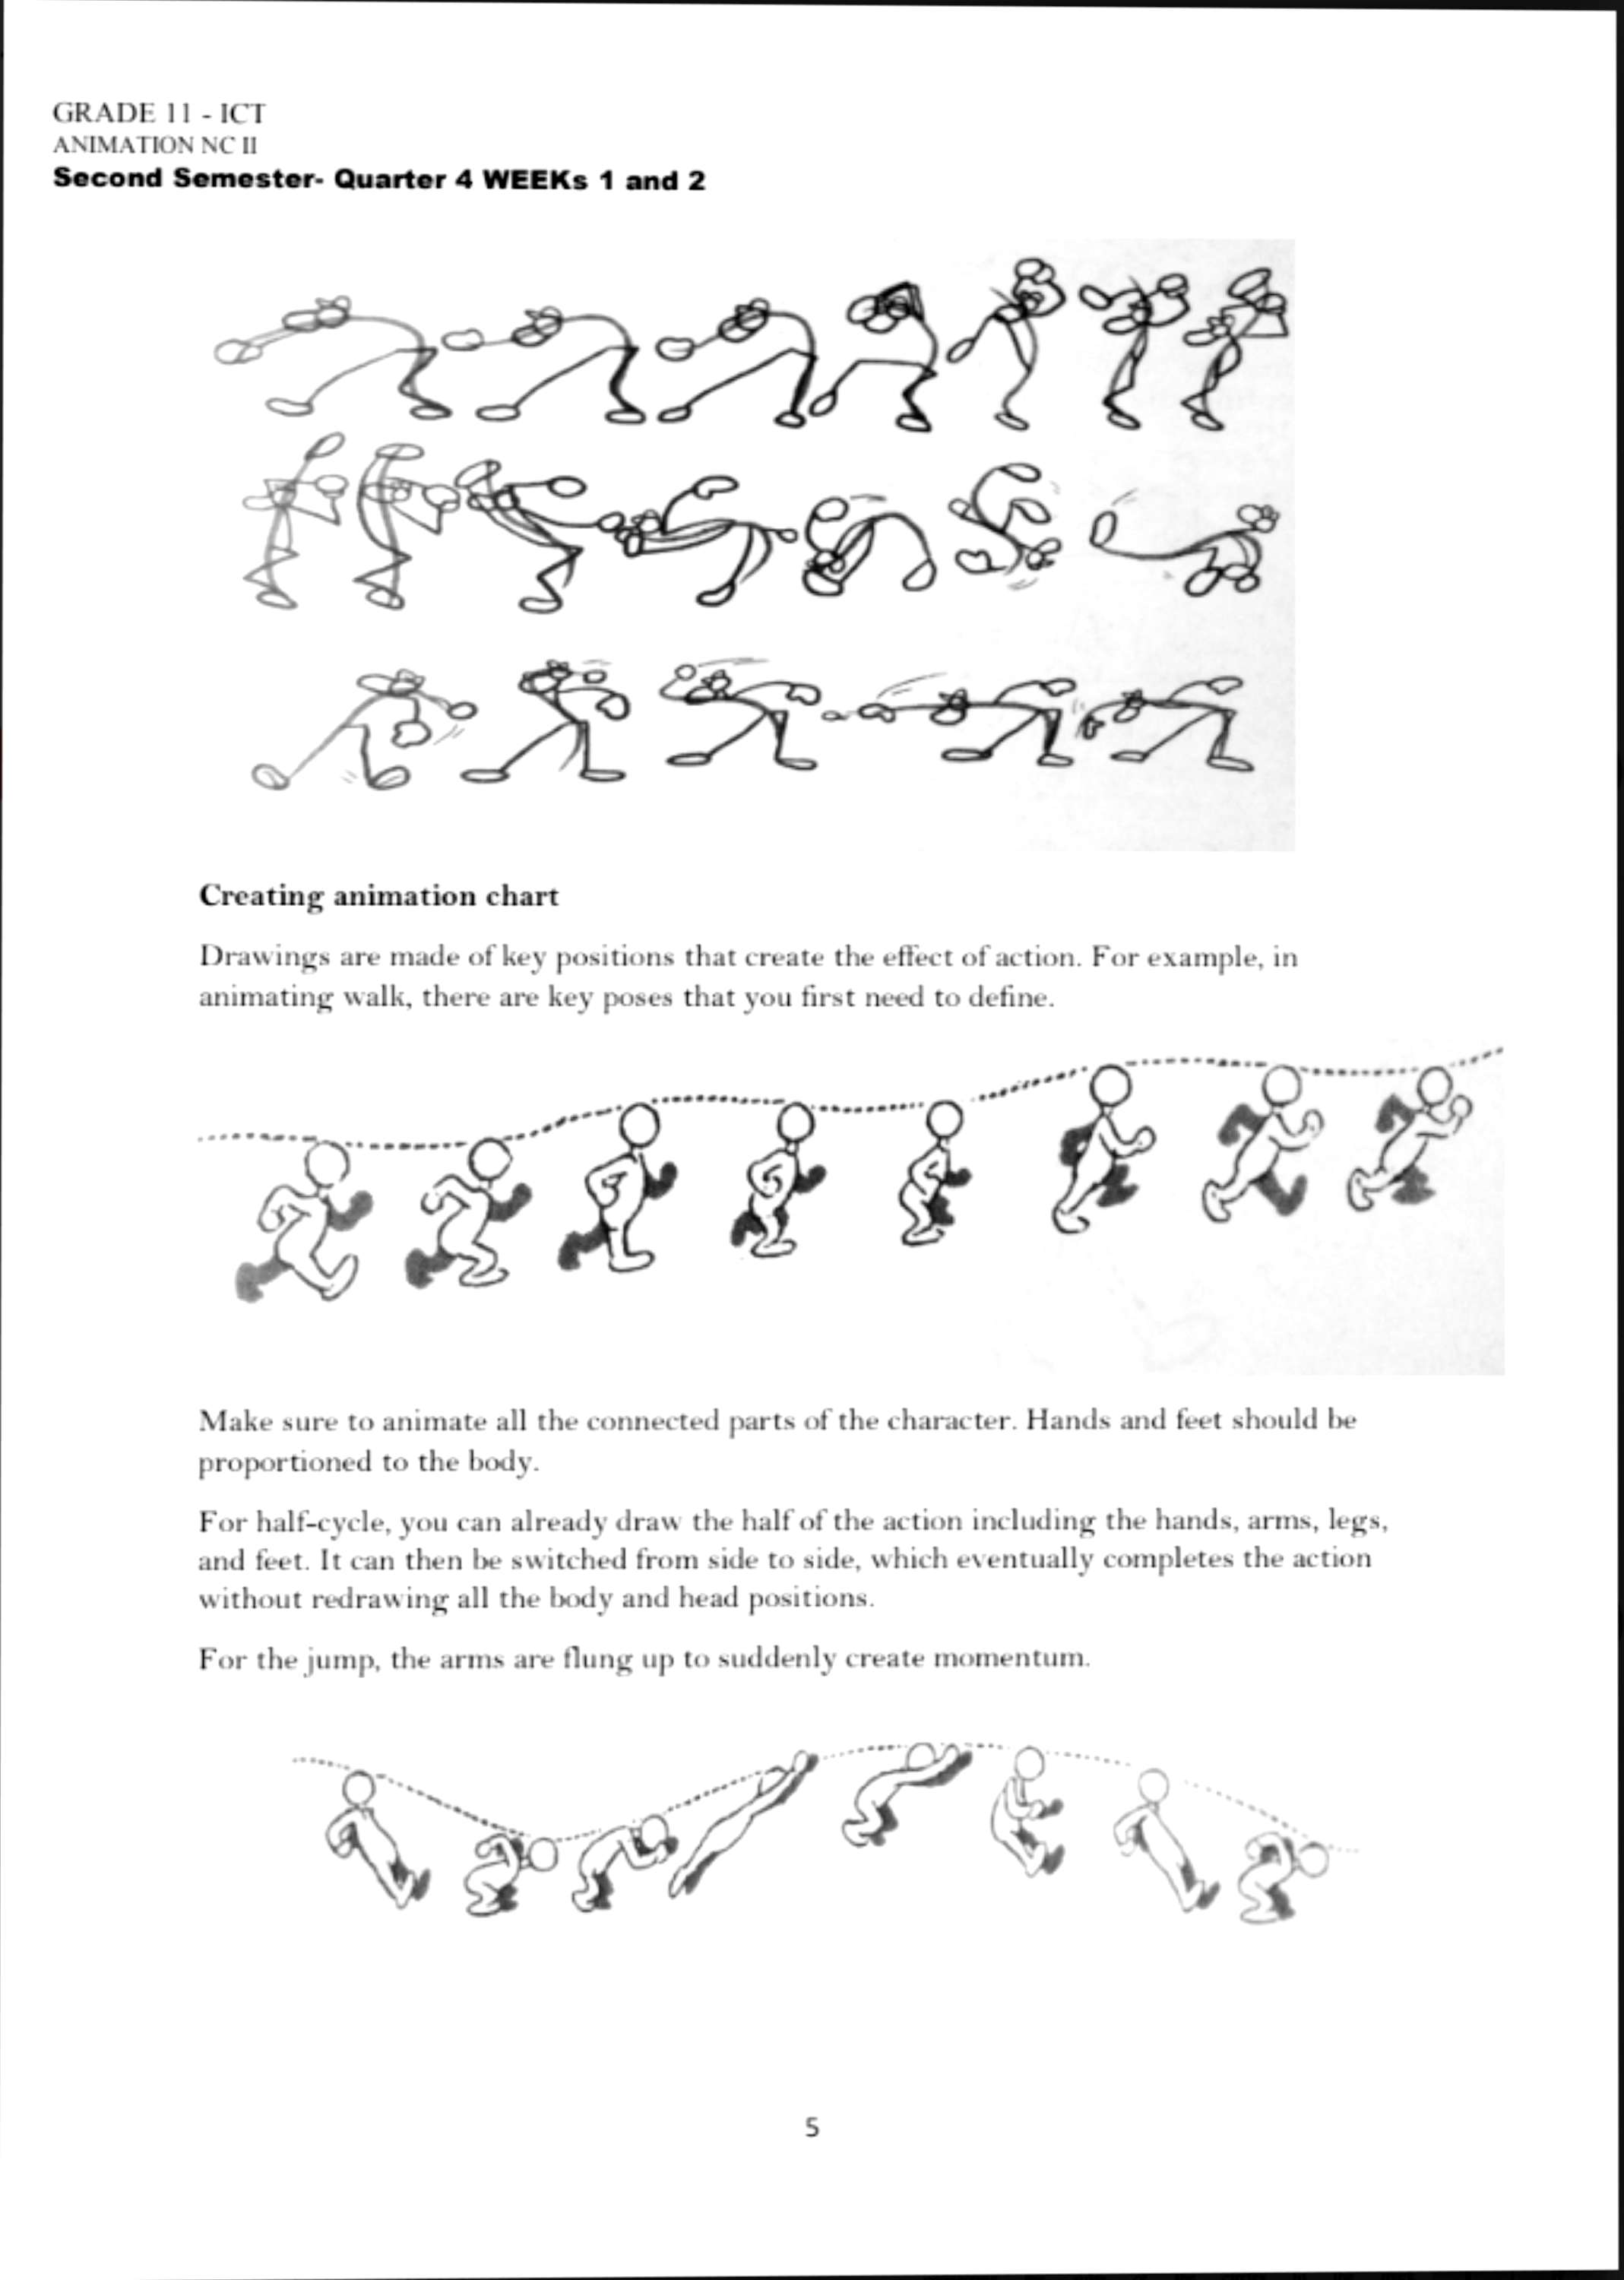 GRADE 11 - ICT
ANIMATION NC II
Second Semester- Quarter 4 WEEKs 1 and 2
Creating animation chart
Drawings are made of key positions that create the effect of action. For example, in
animating walk, there are key poses that you first need to define.
Make sure to animate all the connected parts of the character. Hands and feet should be
proportioned to the body.
For half-cycle, you can already draw the half of the action including the hands, arms, legs,
and feet. It can then be switched from side to side, which eventually completes the action
without redrawing all the body and head positions.
For the jump, the arms are flung up to suddenly create momentum.
5